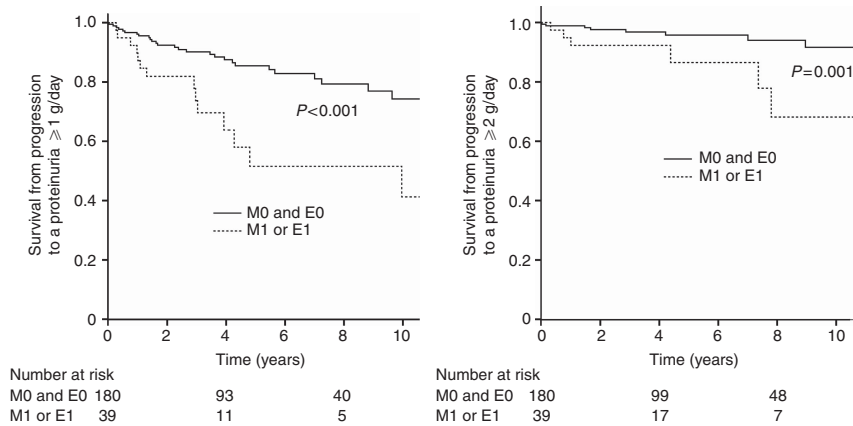 Survival from progression
to a proteinuria ⩾ 1 g/day
1.0
0.8
0.6
0.4
0.2
0
P<0.001
M0 and E0
M1 or E1
0 2 4 6 8 10
Time (years)
Number at risk
M0 and E0 180 93 40
M1 or E1 39 11 5
Survival from progression
to a proteinuria ⩾ 2 g/day
1.0
0.8
0.6
0.4
0.2
0
P=0.001
M0 and E0
M1 or E1
0 2 4 6 8 10
Time (years)
Number at risk
M0 and E0 180 99 48
M1 or E1 39 17 7